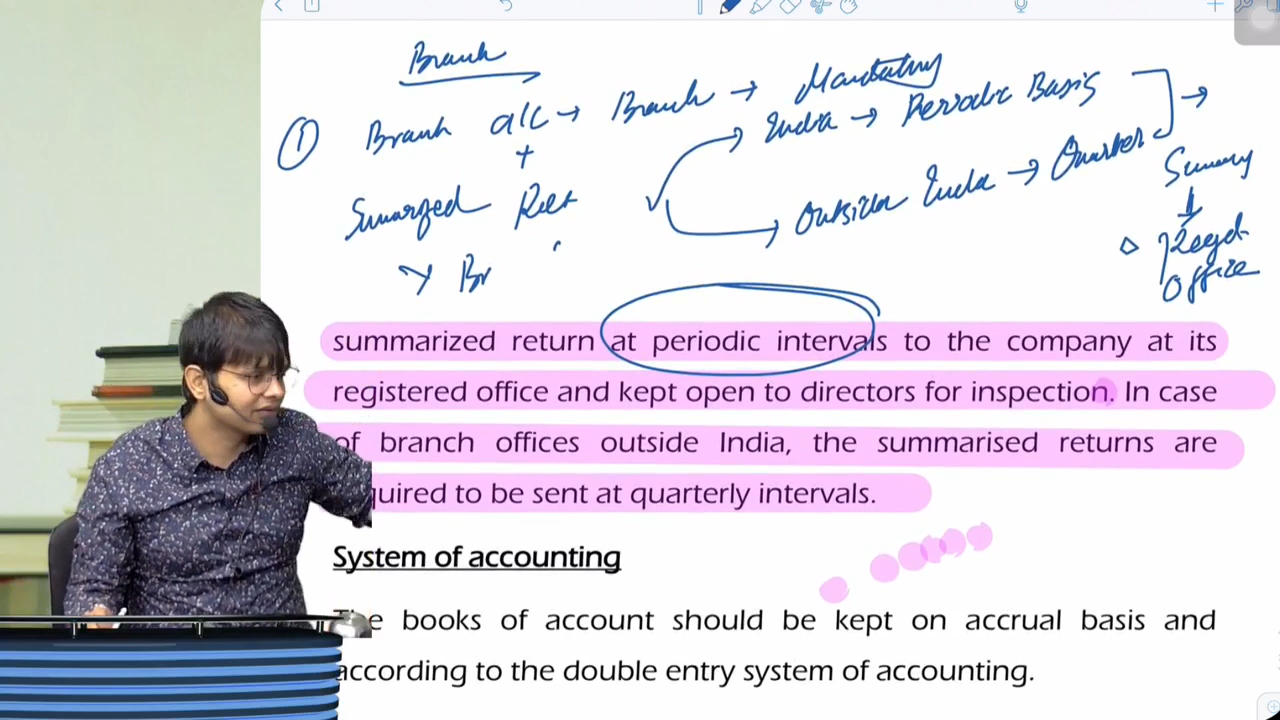 Branch
① Branch a/c → Branch → Mandatory
+ India → Periodic Basis →
Outside India → Quarter
Summary
Regd
Office
Br
summarized return at periodic intervals to the company at its
registered office and kept open to directors for inspection. In case
of branch offices outside India, the summarised returns are
quired to be sent at quarterly intervals.
System of accounting
The books of account should be kept on accrual basis and
according to the double entry system of accounting.